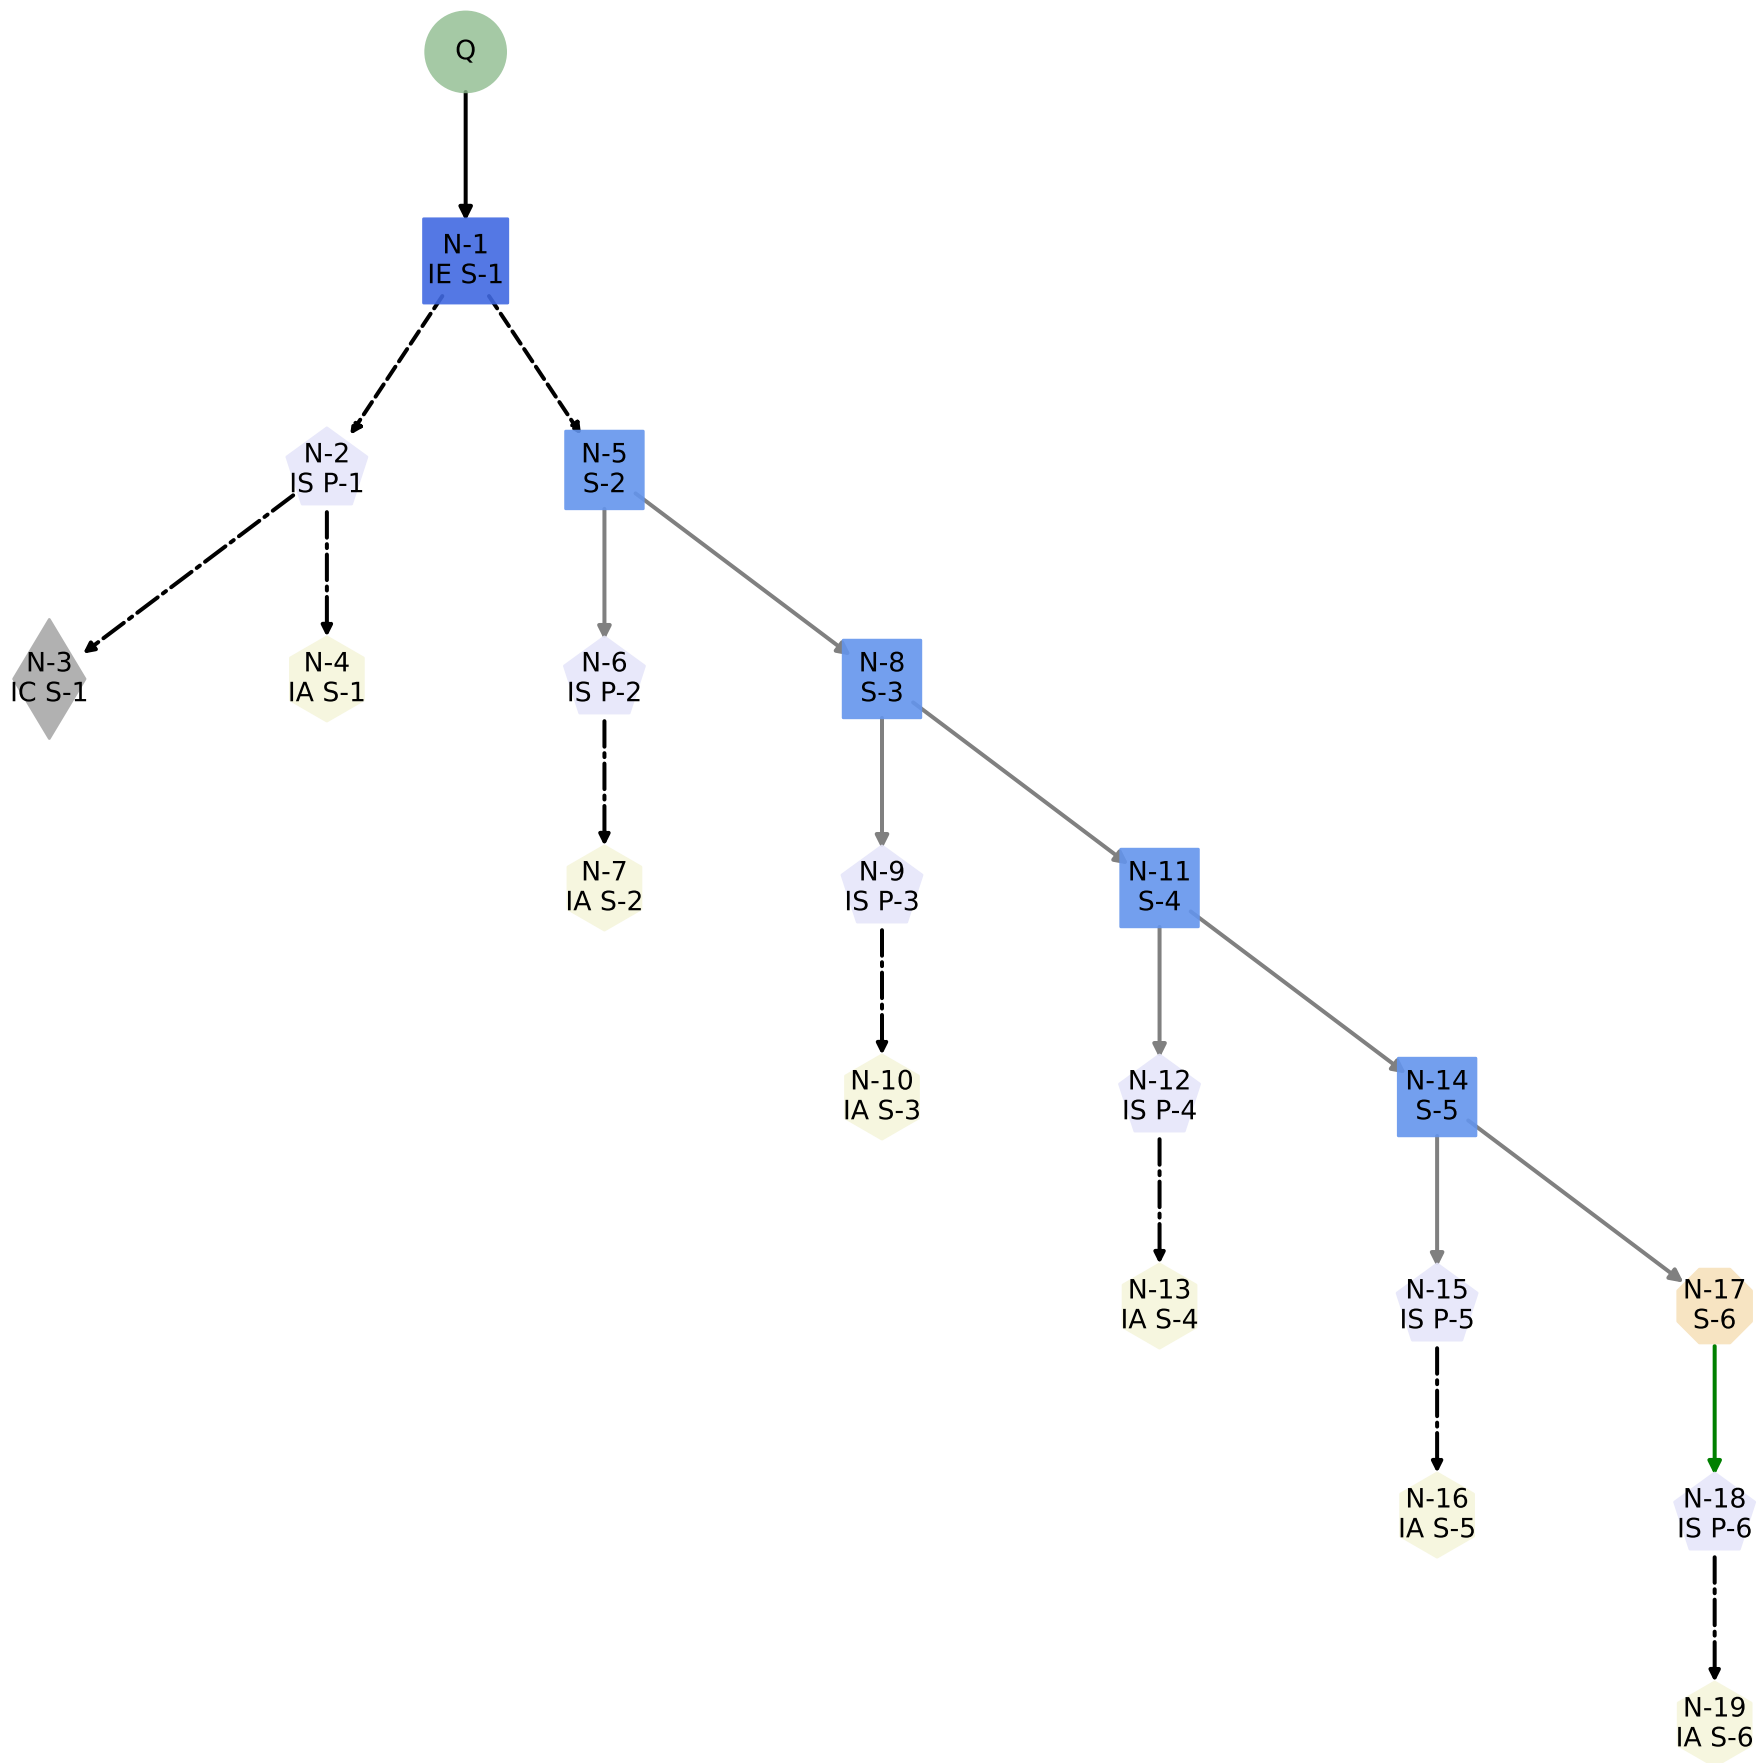 Q
N-1
IE S-1
N-2
IS P-1
N-5
S-2
N-3
IC S-1
N-4
IA S-1
N-6
IS P-2
N-8
S-3
N-7
IA S-2
N-9
IS P-3
N-11
S-4
N-10
IA S-3
N-12
IS P-4
N-14
S-5
N-13
IA S-4
N-15
IS P-5
N-17
S-6
N-16
IA S-5
N-18
IS P-6
N-19
IA S-6